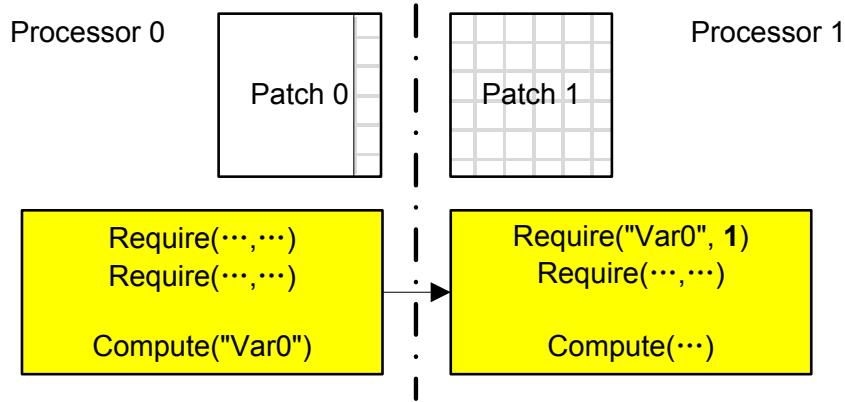 Processor 0
Processor 1
Patch 0
Patch 1
Require(⋯,⋯)
Require(⋯,⋯)
Compute("Var0")
Require("Var0", 1)
Require(⋯,⋯)
Compute(⋯)